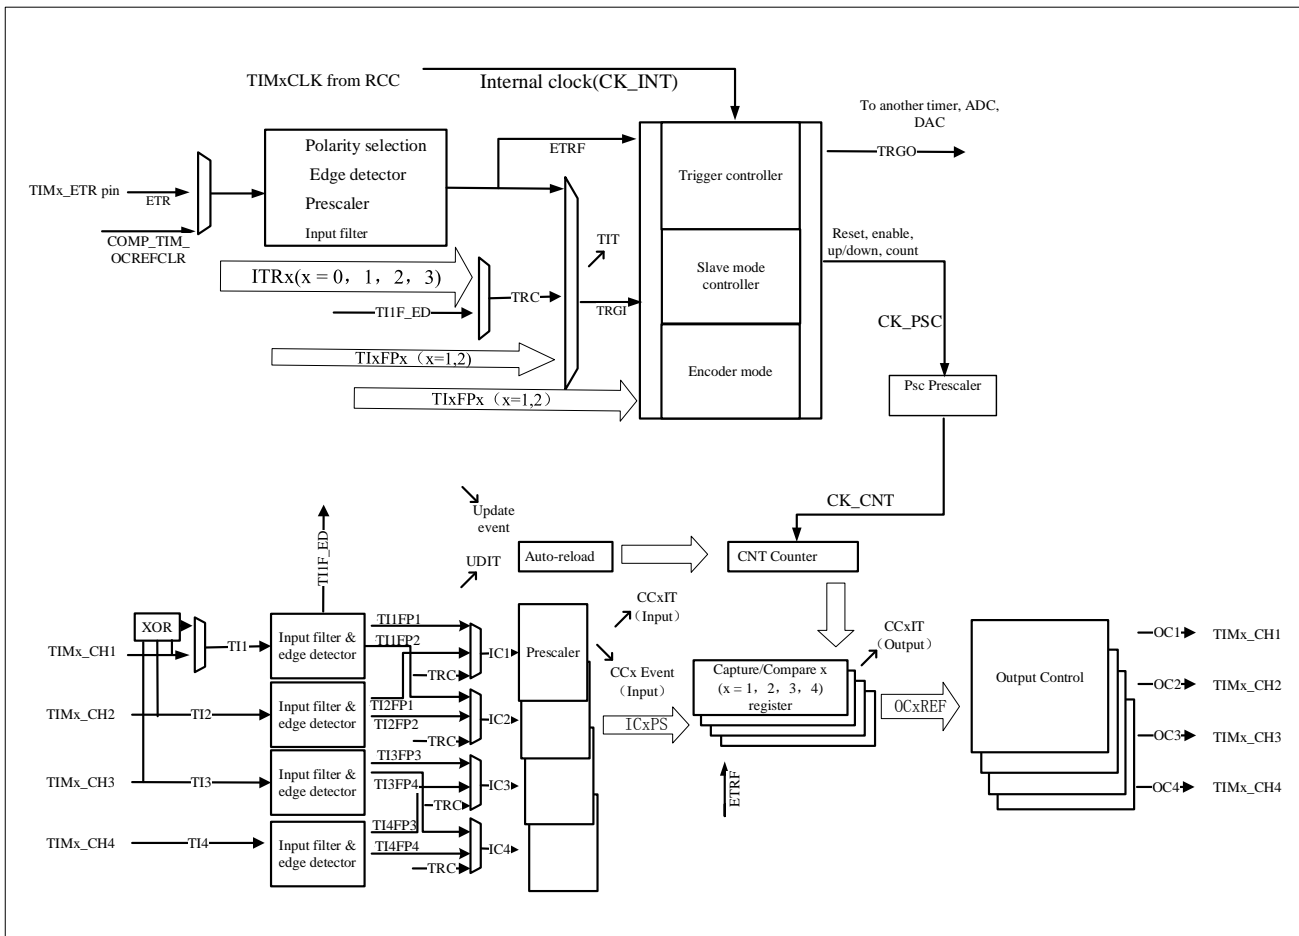 TIMxCLK from RCC
Internal clock(CK_INT)
To another timer, ADC,
DAC
TRGO
ETRF
Polarity selection
Edge detector
Prescaler
Input filter
TIMx_ETR pin
ETR
COMP_TIM_
OCREFCLR
Trigger controller
Slave mode
controller
Encoder mode
Reset, enable,
up/down, count
TIT
ITRx(x = 0， 1， 2， 3)
TRC
TRGI
TI1F_ED
TIxFPx （x=1,2)
TIxFPx （x=1,2）
CK_PSC
Psc Prescaler
CK_CNT
Update
event
UDIT
Auto-reload
CNT Counter
TI1F_ED
XOR
TIMx_CH1
TI1
Input filter &
edge detector
TI1FP1
TI1FP2
TRC
IC1
Prescaler
CCxIT
（Input）
CCx Event
（Input）
CCxIT
（Output）
TIMx_CH2
TI2
Input filter &
edge detector
TI2FP1
TI2FP2
TRC
IC2
ICxPS
Capture/Compare x
（x = 1， 2， 3， 4）
register
OCxREF
Output Control
OC1
TIMx_CH1
OC2
TIMx_CH2
OC3
TIMx_CH3
OC4
TIMx_CH4
ETRF
TIMx_CH3
TI3
Input filter &
edge detector
TI3FP3
TI3FP4
TRC
IC3
TIMx_CH4
TI4
Input filter &
edge detector
TI4FP3
TI4FP4
TRC
IC4